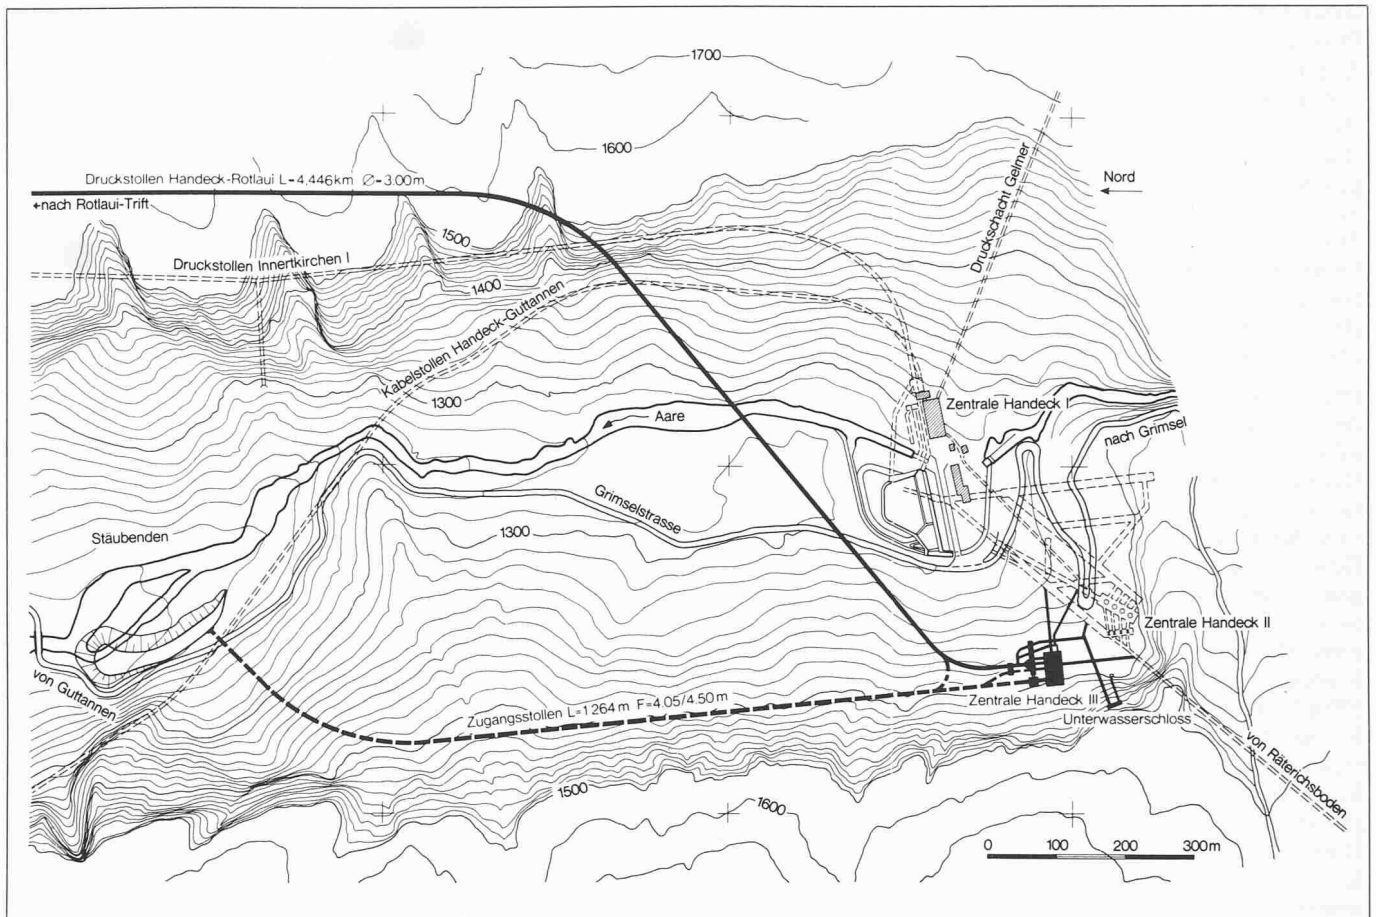 1700
1600
Druckstollen Handeck-Rotlaui L=4,446km Ø=3.00m
←nach Rotlaui-Trift
Nord
Druckschacht Gelmer
1500
Druckstollen Innertkirchen I
1400
Kabelstollen Handeck-Guttannen
1300
Aare
Zentrale Handeck I
nach Grimsel
Grimselstrasse
1300
Stäubenden
Zentrale Handeck II
von Guttannen
Zugangsstollen L=1264m F=4.05/4.50m
Zentrale Handeck III
Unterwasserschloss
von Räterichsboden
1500
1600
0 100 200 300m